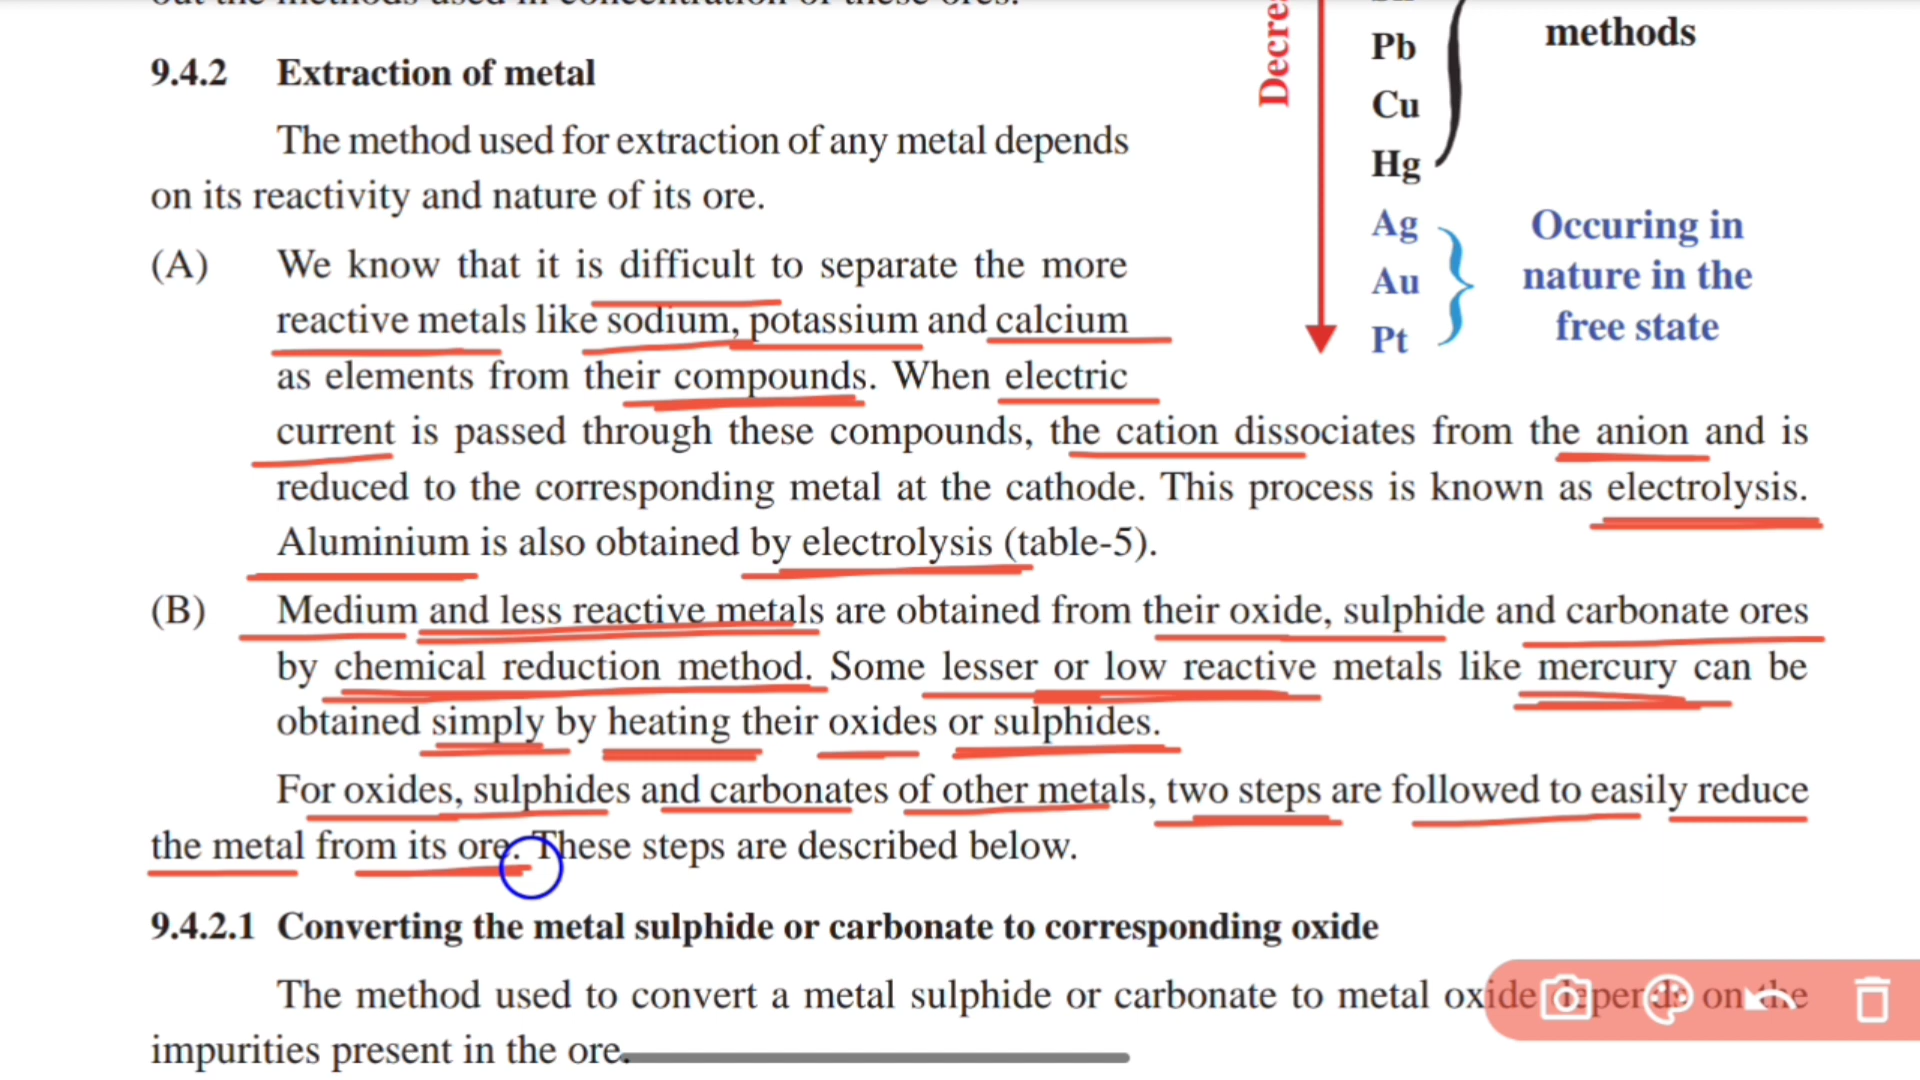 9.4.2 Extraction of metal
The method used for extraction of any metal depends
on its reactivity and nature of its ore.
(A) We know that it is difficult to separate the more
reactive metals like sodium, potassium and calcium
as elements from their compounds. When electric
current is passed through these compounds, the cation dissociates from the anion and is
reduced to the corresponding metal at the cathode. This process is known as electrolysis.
Aluminium is also obtained by electrolysis (table-5).
(B) Medium and less reactive metals are obtained from their oxide, sulphide and carbonate ores
by chemical reduction method. Some lesser or low reactive metals like mercury can be
obtained simply by heating their oxides or sulphides.
For oxides, sulphides and carbonates of other metals, two steps are followed to easily reduce
the metal from its ore. These steps are described below.
9.4.2.1 Converting the metal sulphide or carbonate to corresponding oxide
The method used to convert a metal sulphide or carbonate to metal oxide depends on the
impurities present in the ore.
methods
Pb
Cu
Hg
Ag
Au
Pt
Occuring in
nature in the
free state